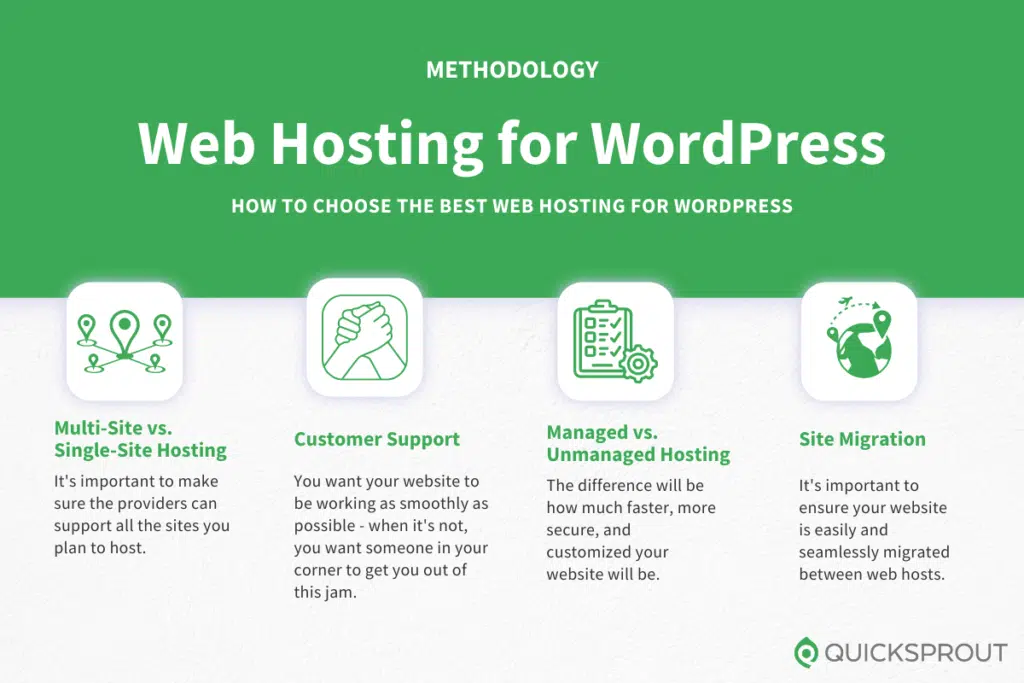 METHODOLOGY
Web Hosting for WordPress
HOW TO CHOOSE THE BEST WEB HOSTING FOR WORDPRESS
Multi-Site vs.
Single-Site Hosting
It's important to make
sure the providers can
support all the sites you
plan to host.
Customer Support
You want your website to
be working as smoothly as
possible - when it's not,
you want someone in your
corner to get you out of
this jam.
Managed vs.
Unmanaged Hosting
The difference will be
how much faster, more
secure, and
customized your
website will be.
Site Migration
It's important to
ensure your website
is easily and
seamlessly migrated
between web hosts.
QUICKSPROUT